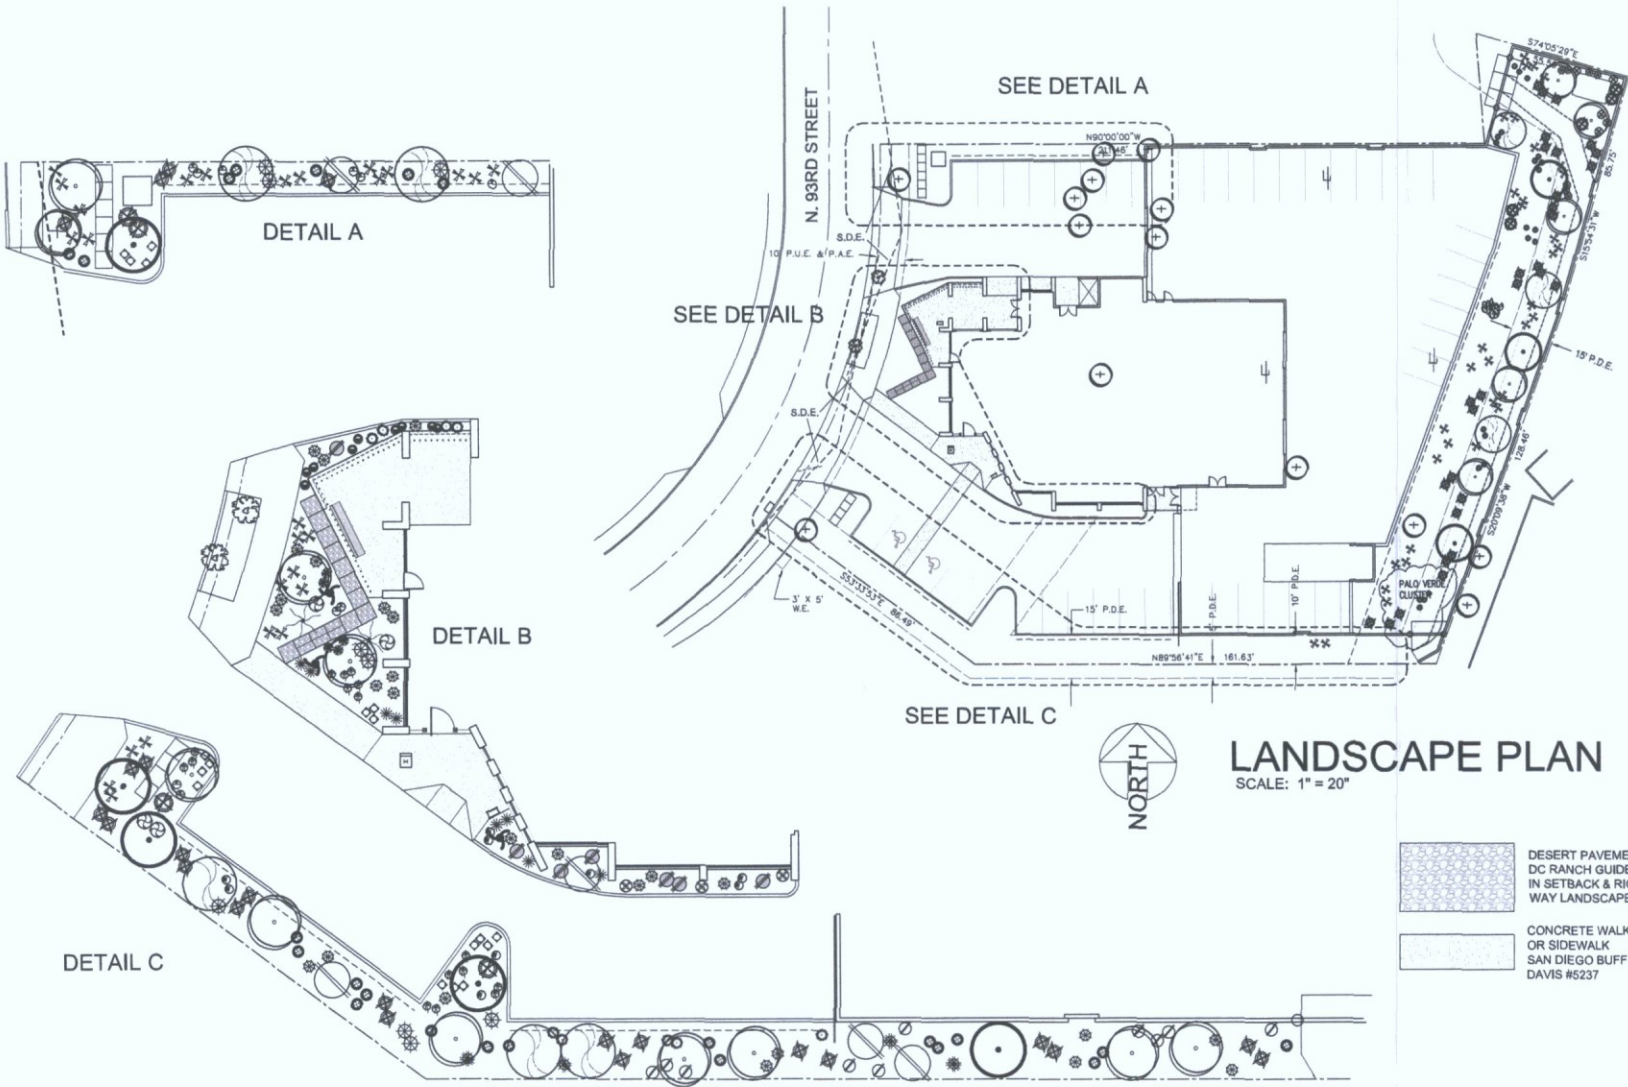 SEE DETAIL A
N. 93RD STREET
S74°05'29"E
N90°00'00"W
85.75'
S15°54'31"W
DETAIL A
S.D.E.
10' P.U.E. & P.A.E.
SEE DETAIL B
15' P.D.E.
S.D.E.
128.46'
S20°09'38"W
PALO VERDE
CLUSTER
S53°33'53"E 86.49'
3' X 5'
W.E.
15' P.D.E.
P.D.E.
10' P.D.E.
N89°56'41"E 161.63'
DETAIL B
SEE DETAIL C
NORTH
LANDSCAPE PLAN
SCALE: 1" = 20"
DETAIL C
DESERT PAVEME
DC RANCH GUIDE
IN SETBACK & RI
WAY LANDSCAPE
CONCRETE WALK
OR SIDEWALK
SAN DIEGO BUFF
DAVIS #5237